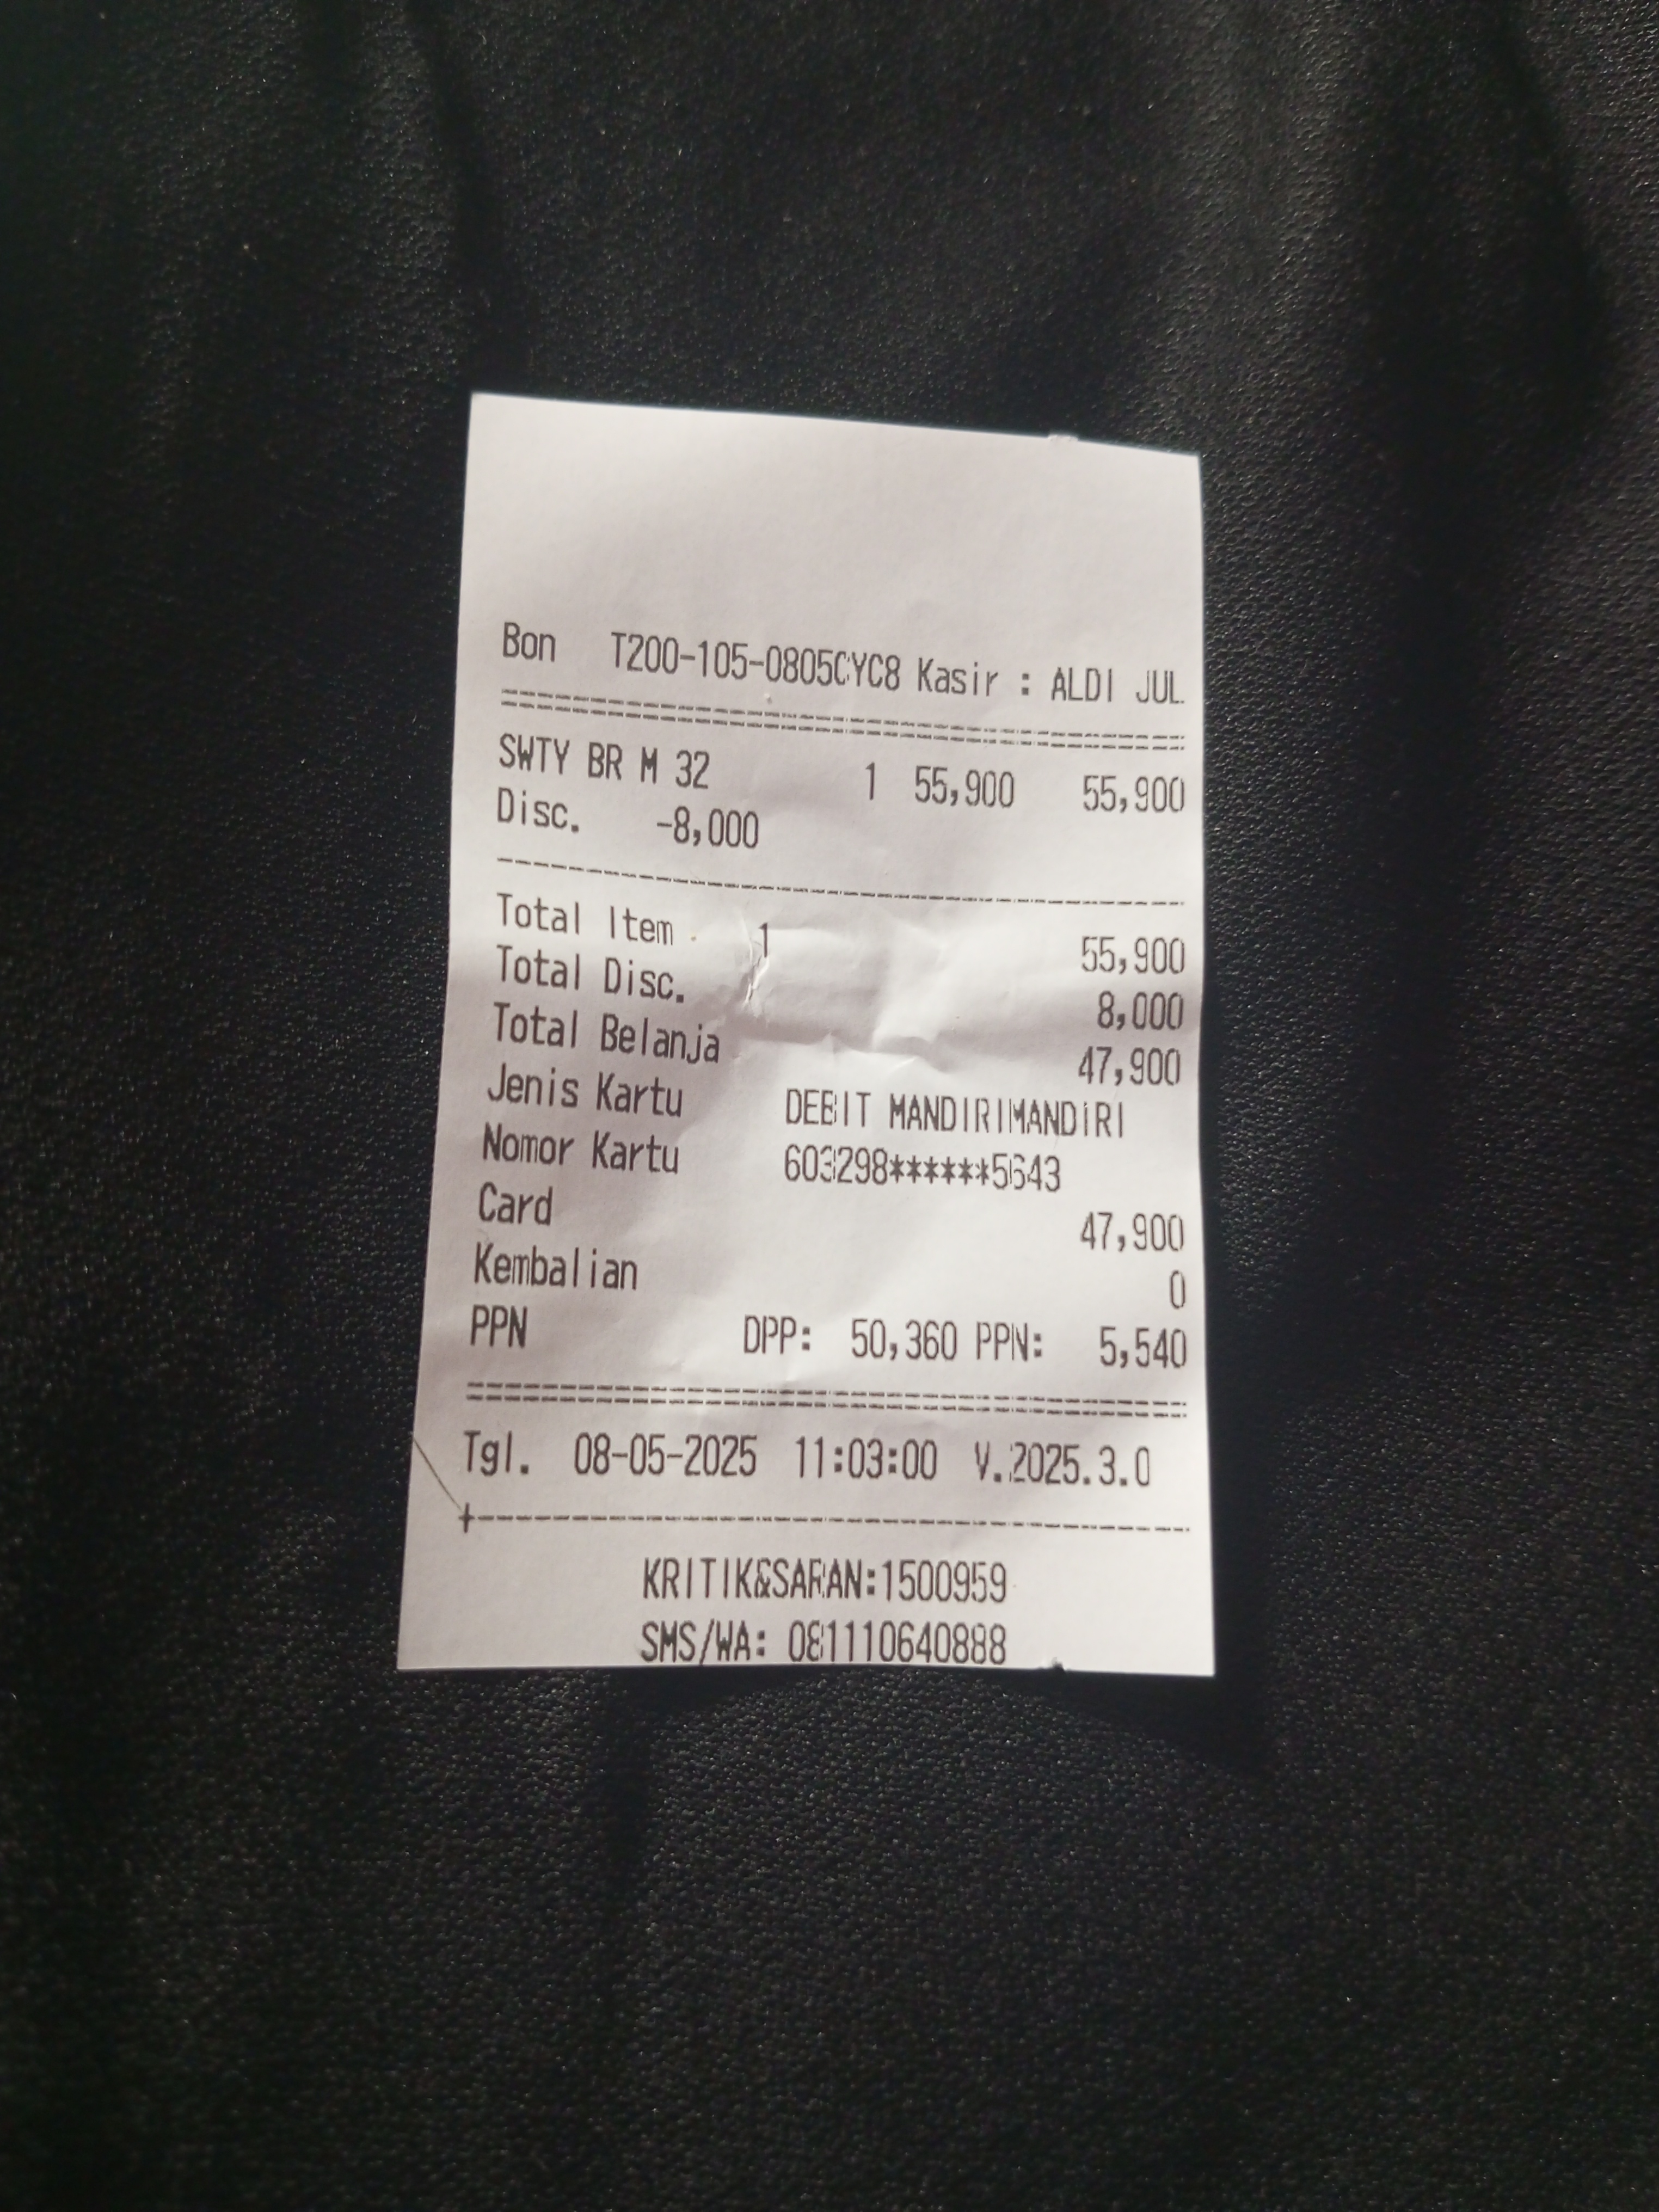 Bon T200-105-0805CYC8 Kasir : ALDI JUL
SWTY BR M 32 1 55,900 55,900
Disc. -8,000
Total Item 1 55,900
Total Disc. 8,000
Total Belanja 47,900
Jenis Kartu DEBIT MANDIRIMANDIRI
Nomor Kartu 603298******5643
Card 47,900
Kembalian 0
PPN DPP: 50,360 PPN: 5,540
Tgl. 08-05-2025 11:03:00 V.2025.3.0
KRITIK&SARAN:1500959
SMS/WA: 081110640888